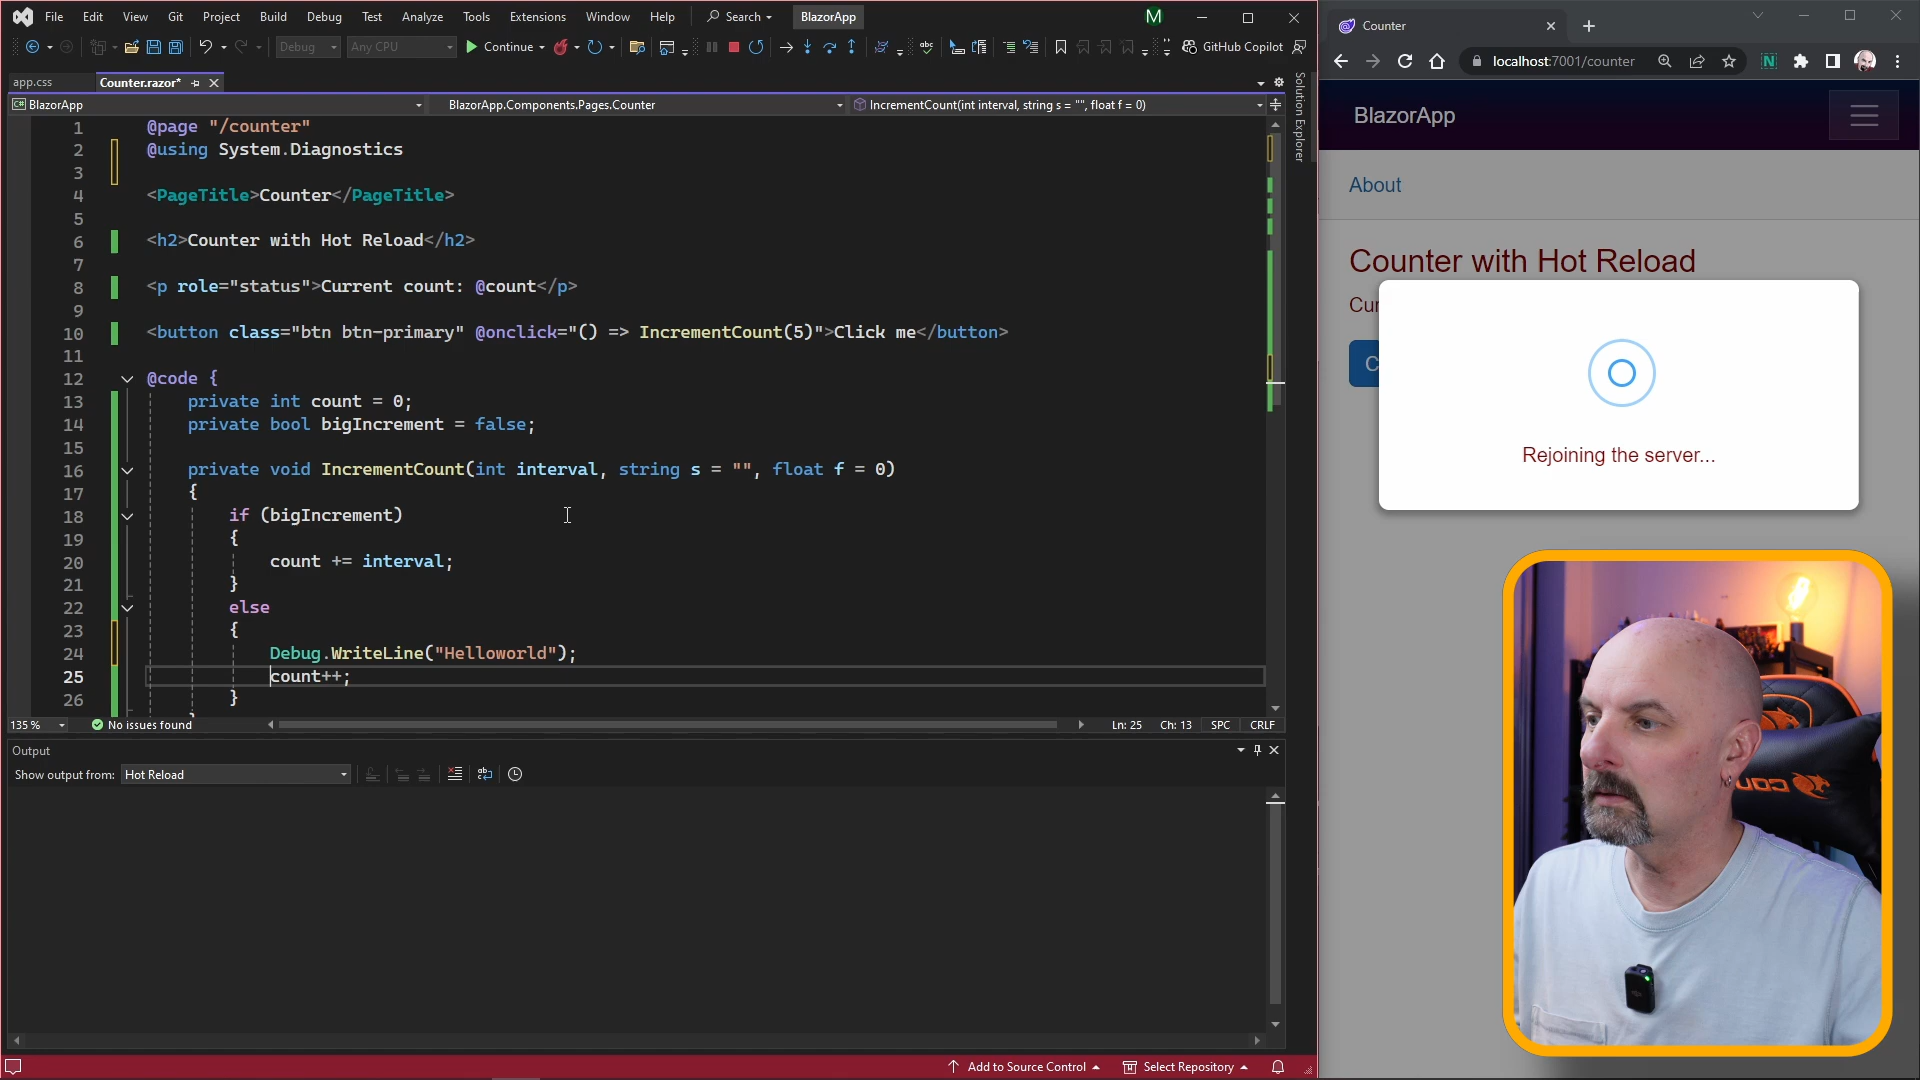 File Edit View Git Project Build Debug Test Analyze Tools Extensions Window Help Search BlazorApp M
Debug Any CPU Continue abc GitHub Copilot
app.css Counter.razor*
C# BlazorApp BlazorApp.Components.Pages.Counter IncrementCount(int interval, string s = "", float f = 0)
Solution Explorer
1 @page "/counter"
2 @using System.Diagnostics
3
4 <PageTitle>Counter</PageTitle>
5
6 <h2>Counter with Hot Reload</h2>
7
8 <p role="status">Current count: @count</p>
9
10 <button class="btn btn-primary" @onclick="() => IncrementCount(5)">Click me</button>
11
12 @code {
13 private int count = 0;
14 private bool bigIncrement = false;
15
16 private void IncrementCount(int interval, string s = "", float f = 0)
17 {
18 if (bigIncrement)
19 {
20 count += interval;
21 }
22 else
23 {
24 Debug.WriteLine("Helloworld");
25 count++;
26 }
135 % No issues found Ln: 25 Ch: 13 SPC CRLF
Output
Show output from: Hot Reload
Add to Source Control Select Repository
Counter
localhost:7001/counter N
BlazorApp
About
Counter with Hot Reload
Cur
C
Rejoining the server...
COU